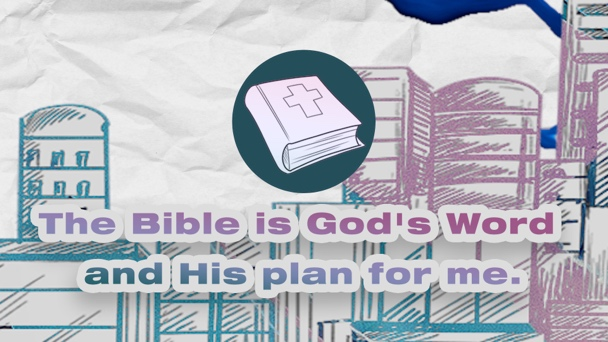 The Bible is God's Word
and His plan for me.